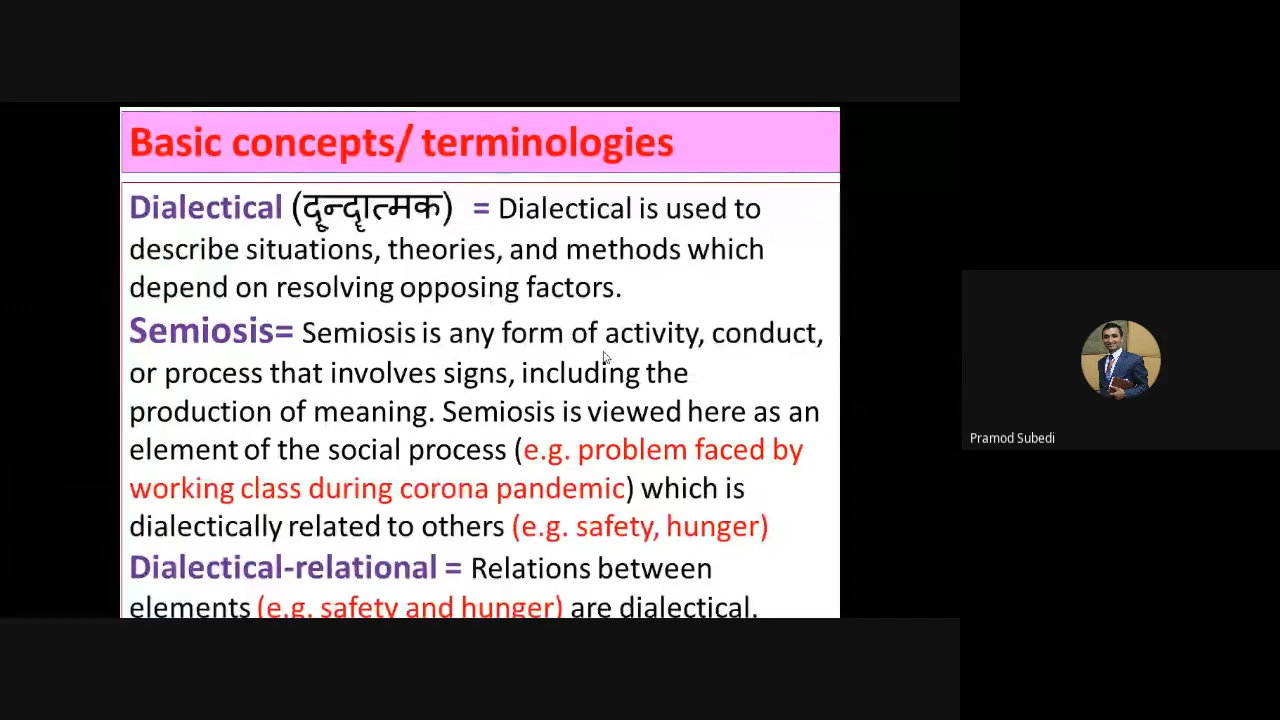 Basic concepts/ terminologies
Dialectical (दृन्दृात्मक) = Dialectical is used to
describe situations, theories, and methods which
depend on resolving opposing factors.
Semiosis= Semiosis is any form of activity, conduct,
or process that involves signs, including the
production of meaning. Semiosis is viewed here as an
element of the social process (e.g. problem faced by
working class during corona pandemic) which is
dialectically related to others (e.g. safety, hunger)
Dialectical-relational = Relations between
elements (e.g. safety and hunger) are dialectical.
Pramod Subedi